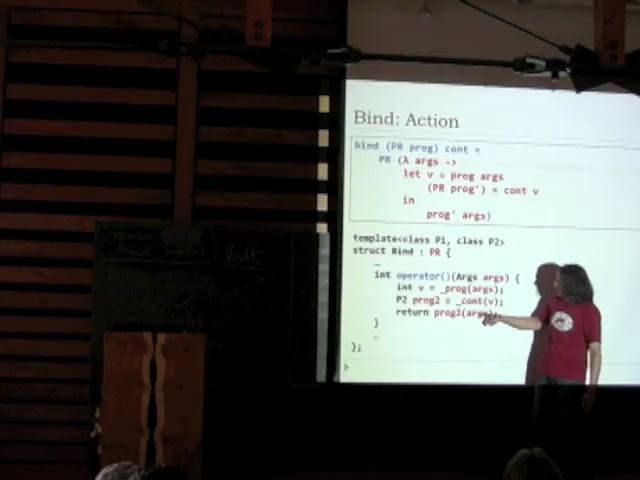 Bind: Action
bind (PR prog) cont =
PR (λ args ->
let v = prog args
(PR prog') = cont v
in
prog' args)
template<class P1, class P2>
struct Bind : PR {
…
int operator()(Args args) {
int v = _prog(args);
P2 prog2 = _cont(v);
return prog2(args);
}
…
};
Vault